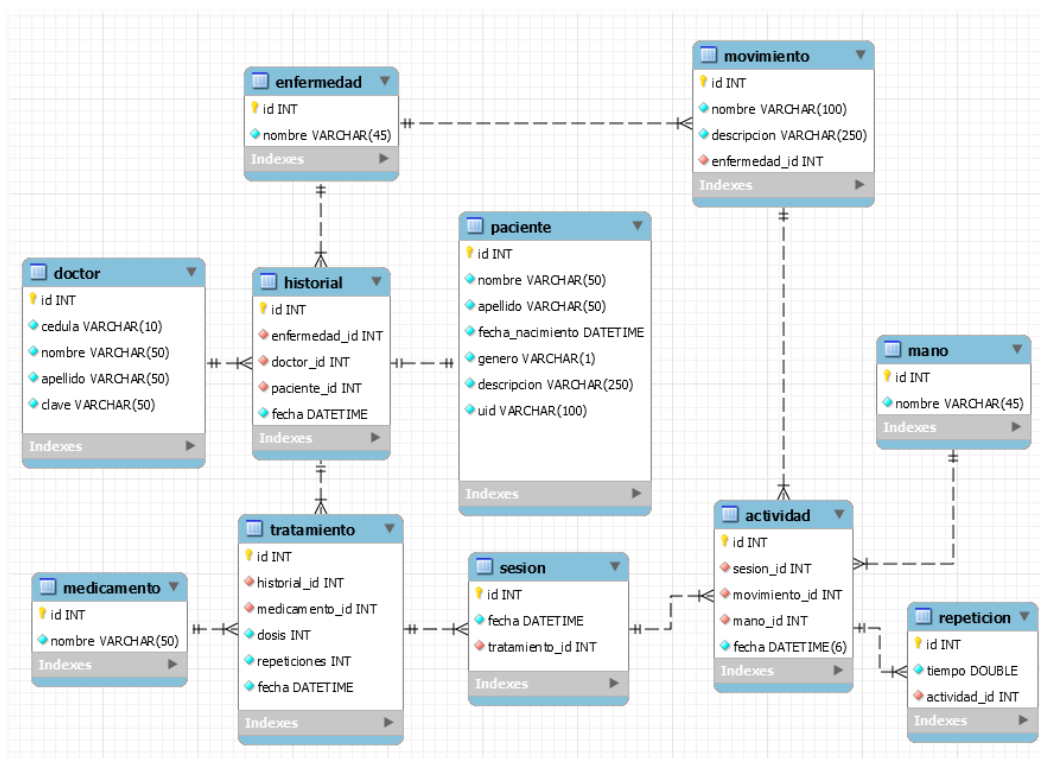 enfermedad
id INT
nombre VARCHAR(45)
Indexes
movimiento
id INT
nombre VARCHAR(100)
descripcion VARCHAR(250)
enfermedad_id INT
Indexes
paciente
id INT
nombre VARCHAR(50)
apellido VARCHAR(50)
fecha_nacimiento DATETIME
genero VARCHAR(1)
descripcion VARCHAR(250)
uid VARCHAR(100)
Indexes
doctor
id INT
cedula VARCHAR(10)
nombre VARCHAR(50)
apellido VARCHAR(50)
clave VARCHAR(50)
Indexes
historial
id INT
enfermedad_id INT
doctor_id INT
paciente_id INT
fecha DATETIME
Indexes
mano
id INT
nombre VARCHAR(45)
Indexes
tratamiento
id INT
historial_id INT
medicamento_id INT
dosis INT
repeticiones INT
fecha DATETIME
Indexes
medicamento
id INT
nombre VARCHAR(50)
Indexes
sesion
id INT
fecha DATETIME
tratamiento_id INT
Indexes
actividad
id INT
sesion_id INT
movimiento_id INT
mano_id INT
fecha DATETIME(6)
Indexes
repeticion
id INT
tiempo DOUBLE
actividad_id INT
Indexes